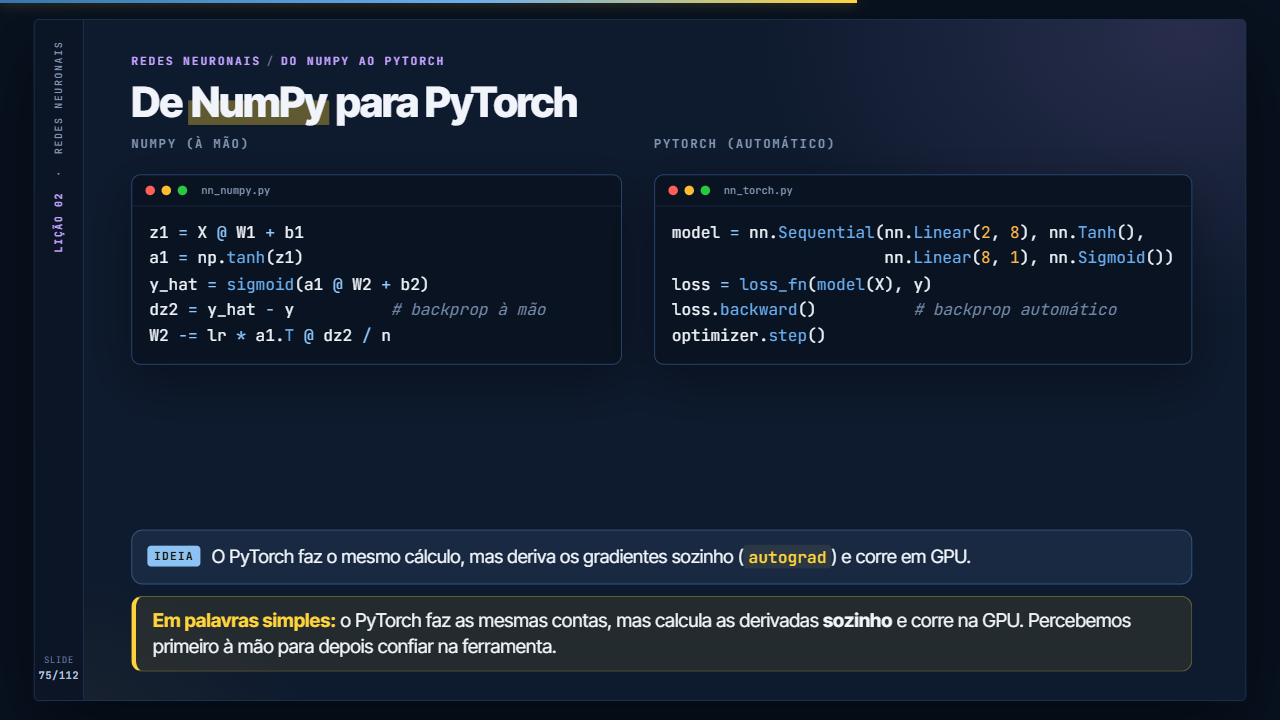 REDES NEURONAIS / DO NUMPY AO PYTORCH
De NumPy para PyTorch
NUMPY (À MÃO)
nn_numpy.py
z1 = X @ W1 + b1
a1 = np.tanh(z1)
y_hat = sigmoid(a1 @ W2 + b2)
dz2 = y_hat - y          # backprop à mão
W2 -= lr * a1.T @ dz2 / n
PYTORCH (AUTOMÁTICO)
nn_torch.py
model = nn.Sequential(nn.Linear(2, 8), nn.Tanh(),
                      nn.Linear(8, 1), nn.Sigmoid())
loss = loss_fn(model(X), y)
loss.backward()          # backprop automático
optimizer.step()
IDEIA O PyTorch faz o mesmo cálculo, mas deriva os gradientes sozinho (autograd) e corre em GPU.
Em palavras simples: o PyTorch faz as mesmas contas, mas calcula as derivadas sozinho e corre na GPU. Percebemos
primeiro à mão para depois confiar na ferramenta.
LIÇÃO 02 · REDES NEURONAIS
SLIDE
75/112